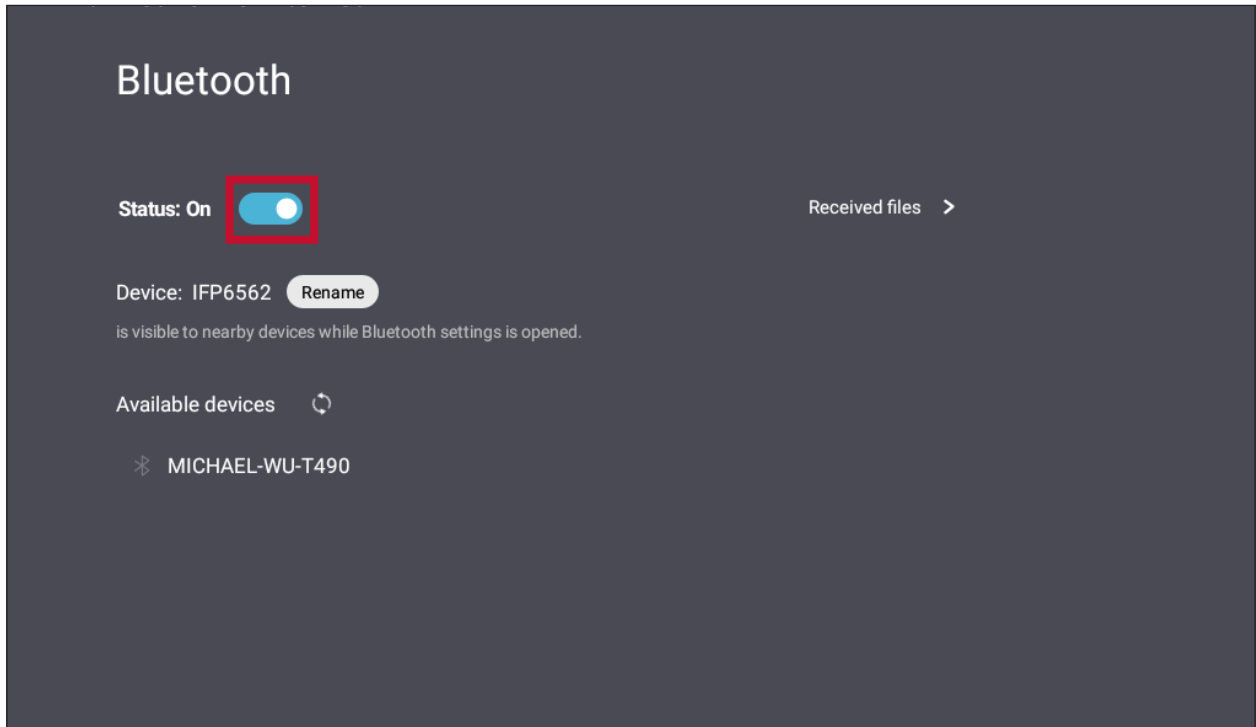 Bluetooth
Status: On
Received files
Device: IFP6562
Rename
is visible to nearby devices while Bluetooth settings is opened.
Available devices
MICHAEL-WU-T490